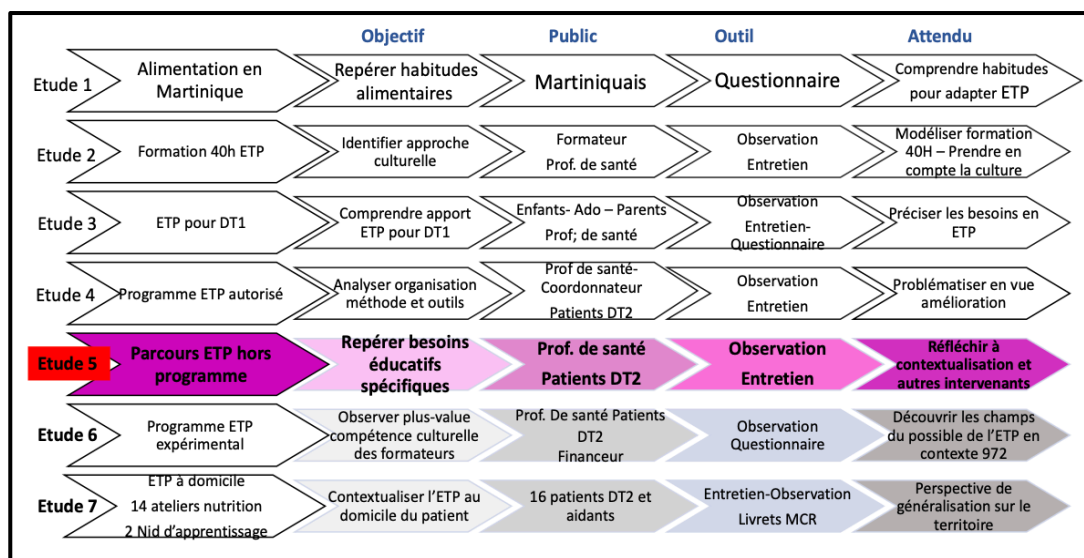 Objectif Public Outil Attendu
Etude 1
Alimentation en
Martinique
Repérer habitudes
alimentaires
Martiniquais
Questionnaire
Comprendre habitudes
pour adapter ETP
Etude 2
Formation 40h ETP
Identifier approche
culturelle
Formateur
Prof. de santé
Observation
Entretien
Modéliser formation
40H – Prendre en
compte la culture
Etude 3
ETP pour DT1
Comprendre apport
ETP pour DT1
Enfants- Ado – Parents
Prof; de santé
Observation
Entretien-
Questionnaire
Préciser les besoins en
ETP
Etude 4
Programme ETP autorisé
Analyser organisation
méthode et outils
Prof de santé-
Coordonnateur
Patients DT2
Observation
Entretien
Problématiser en vue
amélioration
Etude 5
Parcours ETP hors
programme
Repérer besoins
éducatifs
spécifiques
Prof. de santé
Patients DT2
Observation
Entretien
Réfléchir à
contextualisation et
autres intervenants
Etude 6
Programme ETP
expérimental
Observer plus-value
compétence culturelle
des formateurs
Prof. De santé Patients
DT2
Financeur
Observation
Questionnaire
Découvrir les champs
du possible de l’ETP en
contexte 972
Etude 7
ETP à domicile
14 ateliers nutrition
2 Nid d’apprentissage
Contextualiser l’ETP au
domicile du patient
16 patients DT2 et
aidants
Entretien-Observation
Livrets MCR
Perspective de
généralisation sur le
territoire